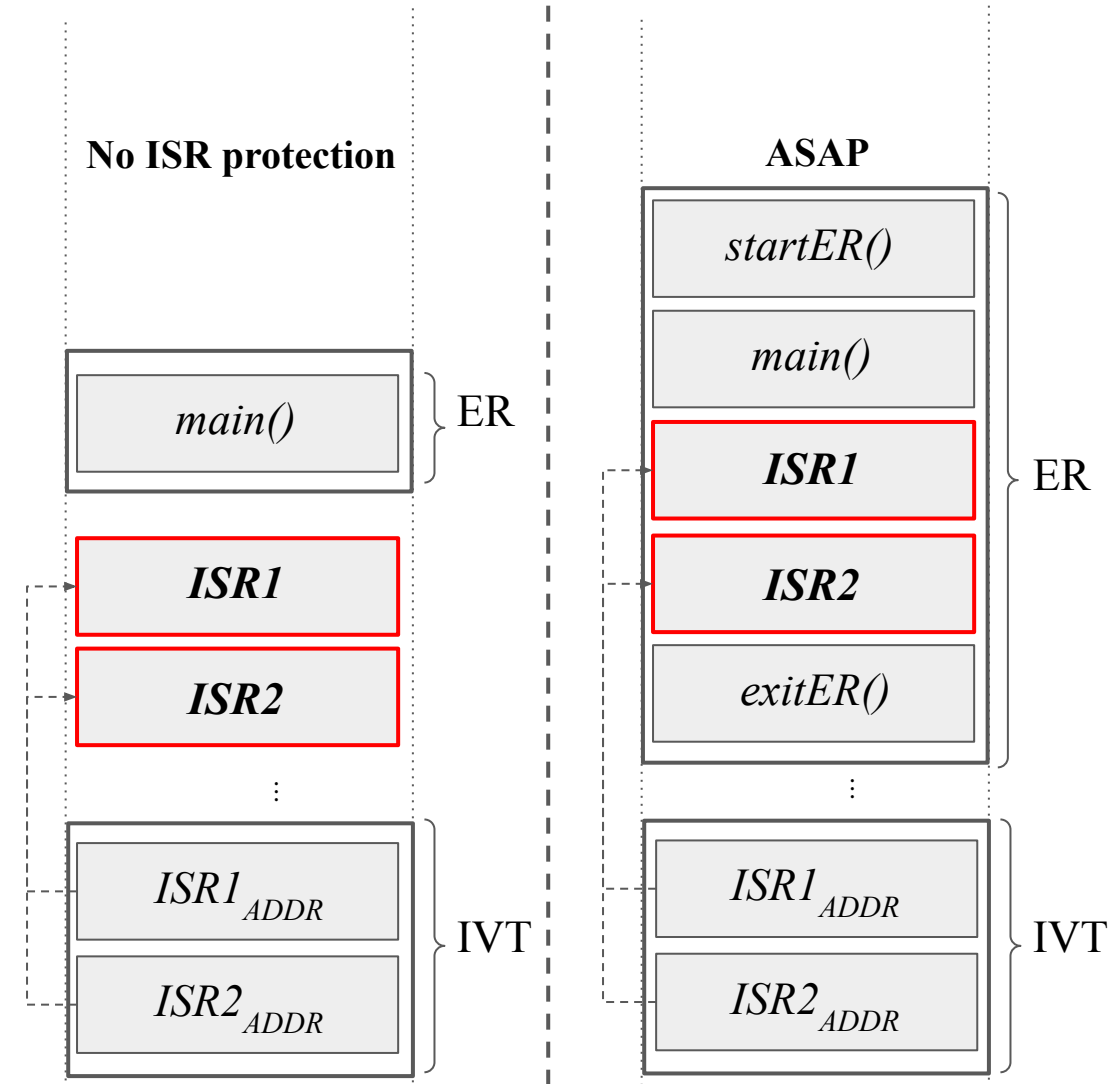 No ISR protection
main()
ER
ISR1
ISR2
⋮
ISR1ADDR
IVT
ISR2ADDR
ASAP
startER()
main()
ISR1
ER
ISR2
exitER()
⋮
ISR1ADDR
IVT
ISR2ADDR